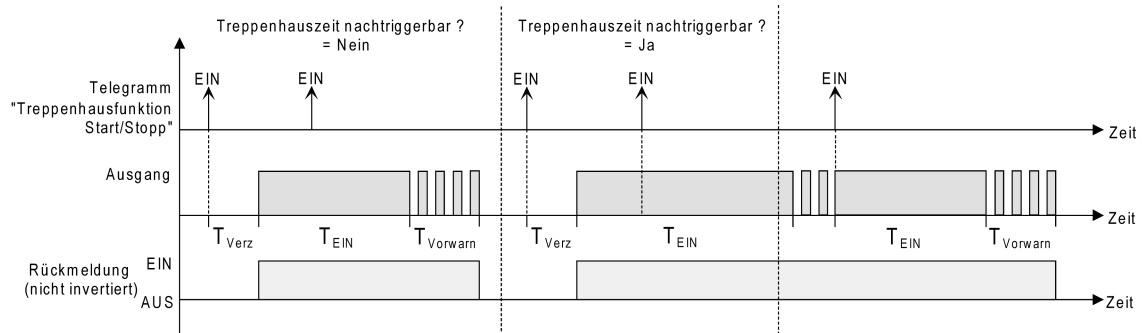 Treppenhauszeit nachtriggerbar ?
= Nein
Treppenhauszeit nachtriggerbar ?
= Ja
EIN
EIN
EIN
EIN
EIN
Telegramm
"Treppenhausfunktion
Start/Stopp"
Zeit
Ausgang
Zeit
T Verz
T EIN
T Vorwarn
T Verz
T EIN
T EIN
T Vorwarn
Rückmeldung
(nicht invertiert)
EIN
AUS
Zeit